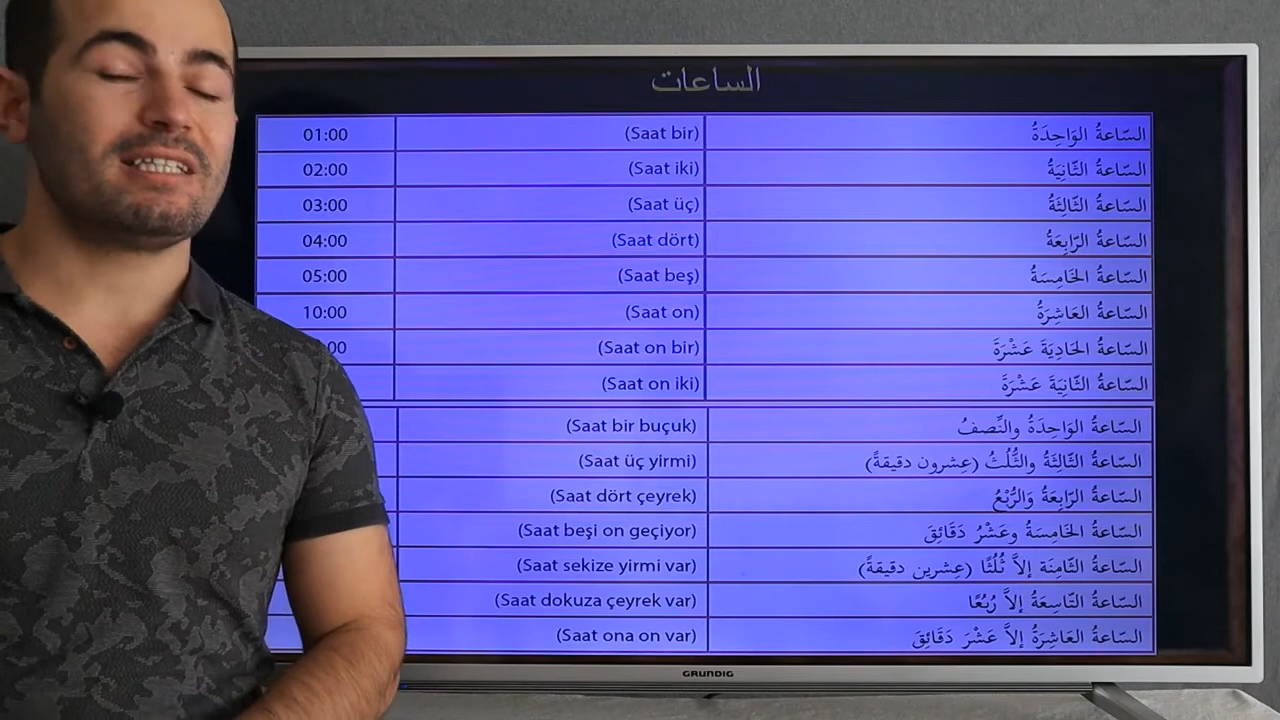 الساعات
01:00 (Saat bir) السّاعةُ الوَاحِدَةُ
02:00 (Saat iki) السّاعةُ الثّانِيَةُ
03:00 (Saat üç) السّاعةُ الثّالِثَةُ
04:00 (Saat dört) السّاعةُ الرّابِعَةُ
05:00 (Saat beş) السّاعةُ الخَامِسَةُ
10:00 (Saat on) السّاعةُ العَاشِرَةُ
:00 (Saat on bir) السّاعةُ الحَادِيَةَ عَشْرَةَ
(Saat on iki) السّاعةُ الثَّانِيَةَ عَشْرَةَ
(Saat bir buçuk) السّاعةُ الوَاحِدَةُ والنِّصفُ
(Saat üç yirmi) السّاعةُ الثَّالِثَةُ والثُّلُثُ (عِشرون دقيقةً)
(Saat dört çeyrek) السّاعةُ الرّابِعَةُ وَالرُّبْعُ
(Saat beşi on geçiyor) السّاعةُ الخَامِسَةُ وعَشْرُ دَقَائِقَ
(Saat sekize yirmi var) السّاعةُ الثَّامِنَة إلاَّ ثُلُثًا (عِشرين دقيقةً)
(Saat dokuza çeyrek var) السّاعةُ التّاسِعَةُ إلاَّ رُبُعًا
(Saat ona on var) السّاعةُ العَاشِرَةُ إلاَّ عَشْرَ دَقَائِقَ
GRUNDIG